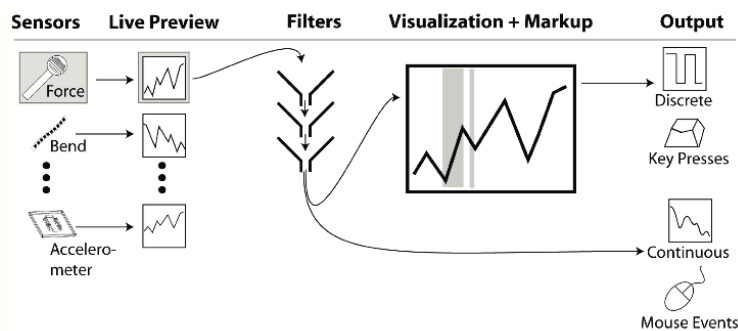 Sensors Live Preview Filters Visualization + Markup Output
Force
Bend
Accelero-
meter
Discrete
Key Presses
Continuous
Mouse Events